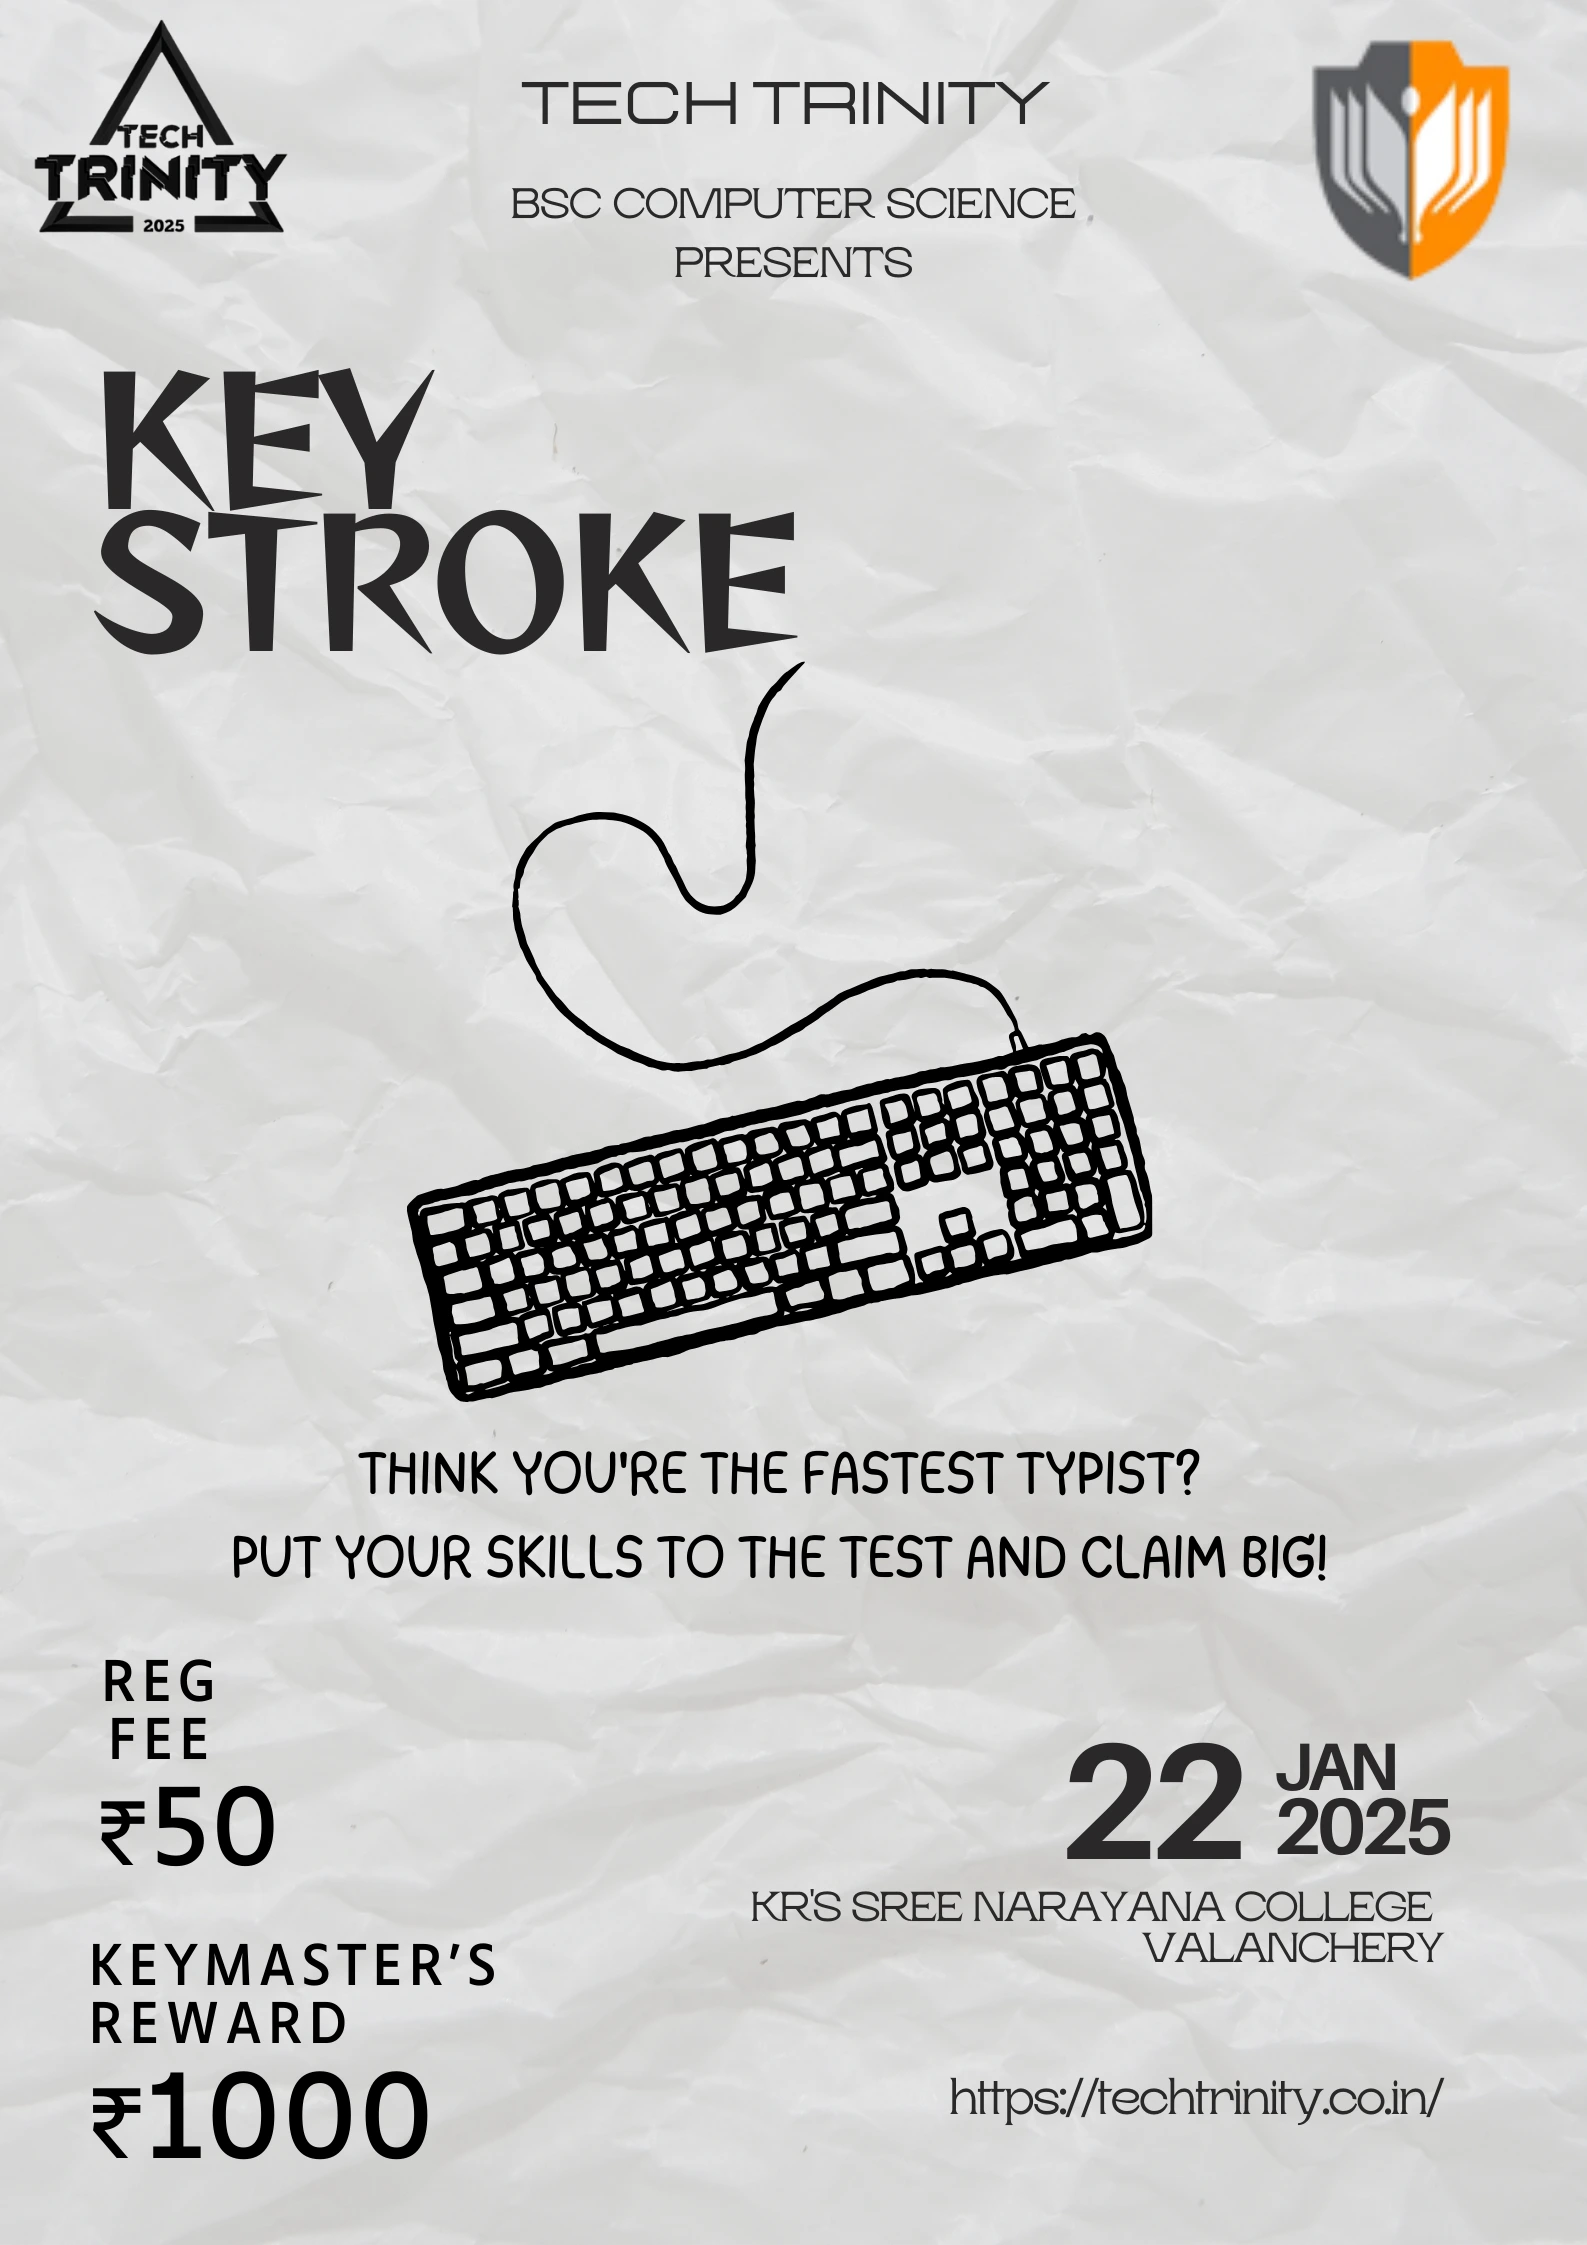 TECH
TRINITY
2025
TECH TRINITY
BSC COMPUTER SCIENCE
PRESENTS
KEY
STROKE
THINK YOU'RE THE FASTEST TYPIST?
PUT YOUR SKILLS TO THE TEST AND CLAIM BIG!
REG
FEE
₹50
KEYMASTER’S
REWARD
₹1000
22 JAN
2025
KR'S SREE NARAYANA COLLEGE
VALANCHERY
https://techtrinity.co.in/